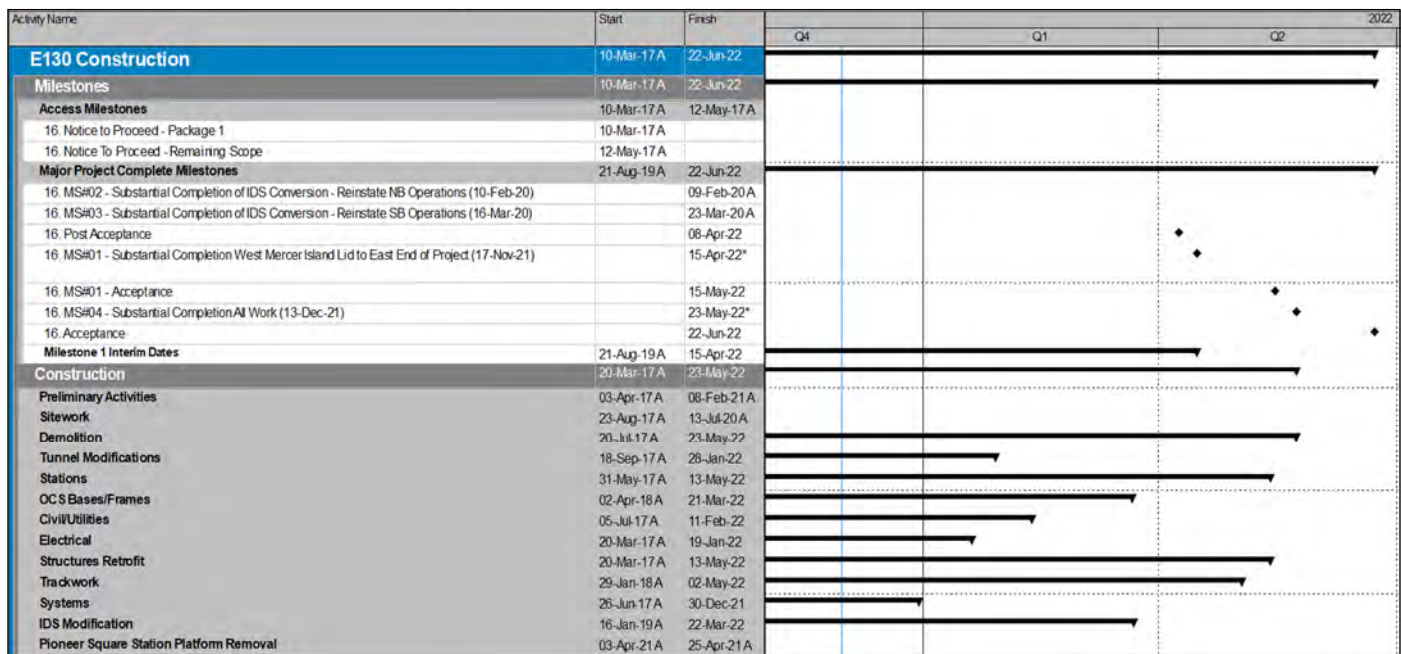 Activity Name Start Finish 2022
Q4 Q1 Q2
E130 Construction 10-Mar-17 A 22-Jun-22
Milestones 10-Mar-17 A 22-Jun-22
Access Milestones 10-Mar-17 A 12-May-17 A
16. Notice to Proceed - Package 1 10-Mar-17 A
16. Notice To Proceed - Remaining Scope 12-May-17 A
Major Project Complete Milestones 21-Aug-19 A 22-Jun-22
16. MS#02 - Substantial Completion of IDS Conversion - Reinstate NB Operations (10-Feb-20) 09-Feb-20 A
16. MS#03 - Substantial Completion of IDS Conversion - Reinstate SB Operations (16-Mar-20) 23-Mar-20 A
16. Post Acceptance 08-Apr-22
16. MS#01 - Substantial Completion West Mercer Island Lid to East End of Project (17-Nov-21) 15-Apr-22*
16. MS#01 - Acceptance 15-May-22
16. MS#04 - Substantial Completion All Work (13-Dec-21) 23-May-22*
16. Acceptance 22-Jun-22
Milestone 1 Interim Dates 21-Aug-19 A 15-Apr-22
Construction 20-Mar-17 A 23-May-22
Preliminary Activities 03-Apr-17 A 08-Feb-21 A
Sitework 23-Aug-17 A 13-Jul-20 A
Demolition 20-Jul-17 A 23-May-22
Tunnel Modifications 18-Sep-17 A 28-Jan-22
Stations 31-May-17 A 13-May-22
OCS Bases/Frames 02-Apr-18 A 21-Mar-22
Civil/Utilities 05-Jul-17 A 11-Feb-22
Electrical 20-Mar-17 A 19-Jan-22
Structures Retrofit 20-Mar-17 A 13-May-22
Trackwork 29-Jan-18 A 02-May-22
Systems 26-Jun-17 A 30-Dec-21
IDS Modification 16-Jan-19 A 22-Mar-22
Pioneer Square Station Platform Removal 03-Apr-21 A 25-Apr-21 A